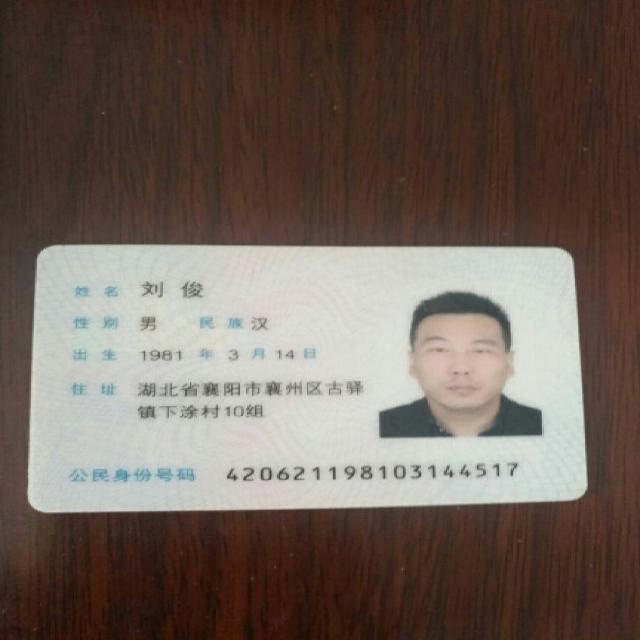 姓名 刘俊
性别 男 民族 汉
出生 1981 年 3 月 14 日
住址 湖北省襄阳市襄州区古驿
镇下涂村10组
公民身份号码 420621198103144517